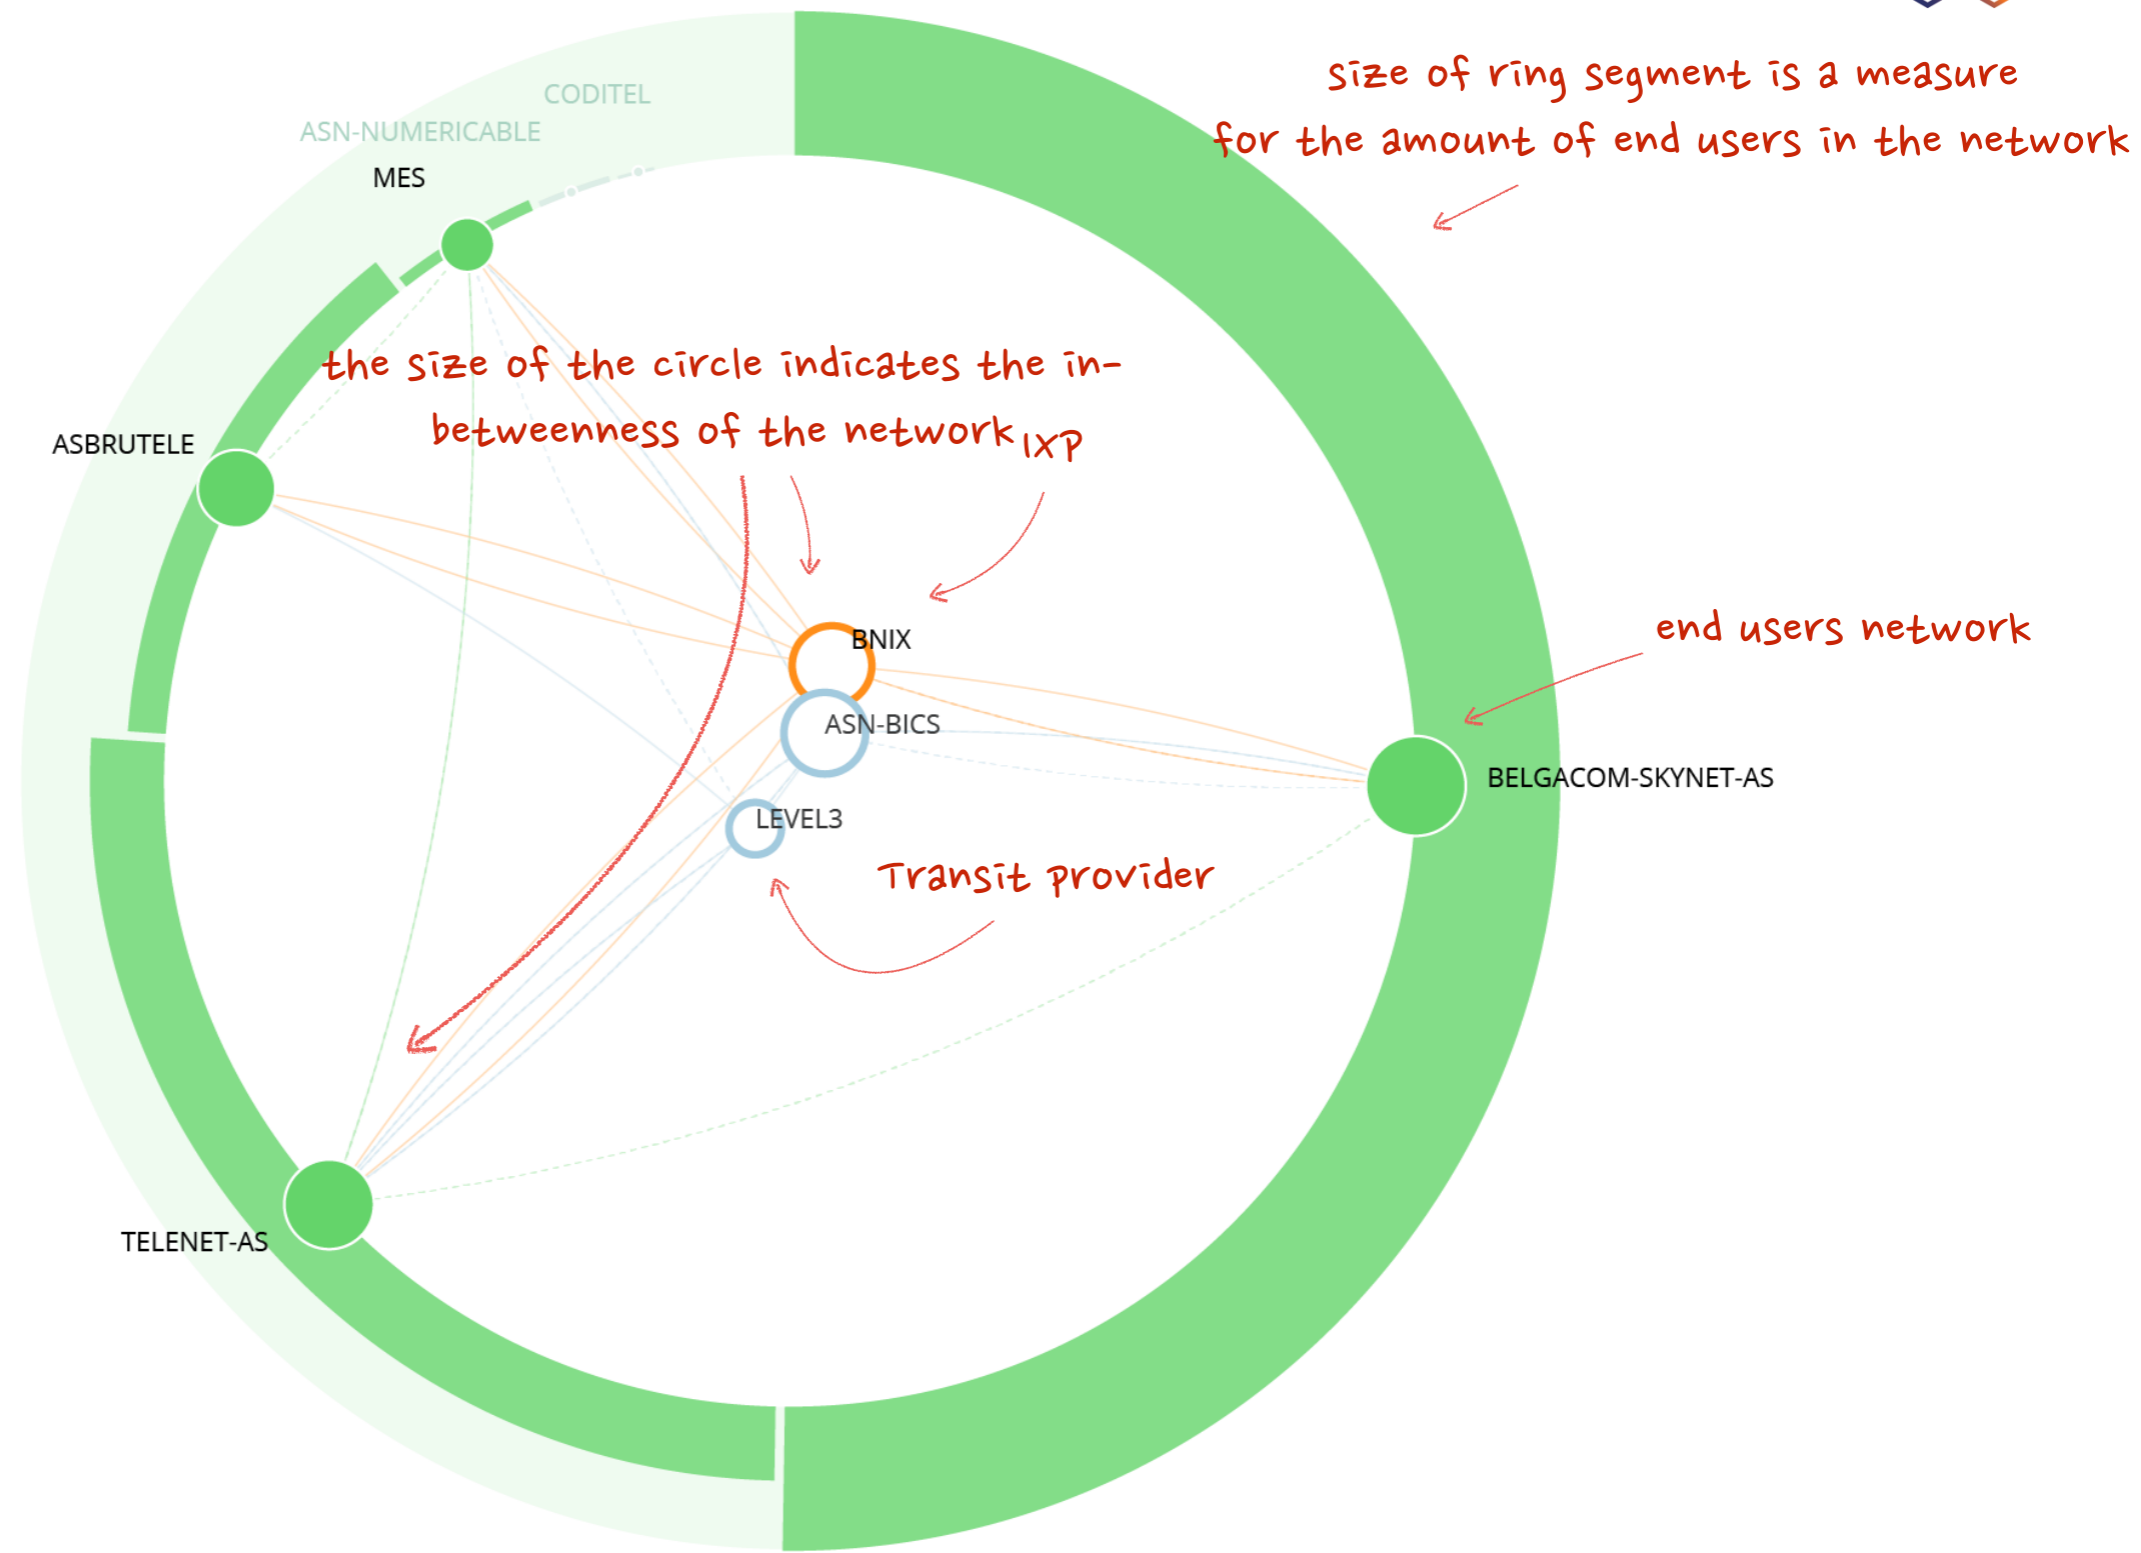 size of ring segment is a measure
for the amount of end users in the network
CODITEL
ASN-NUMERICABLE
MES
the size of the circle indicates the in-
betweenness of the network
IXP
ASBRUTELE
BNIX
end users network
ASN-BICS
BELGACOM-SKYNET-AS
LEVEL3
Transit provider
TELENET-AS